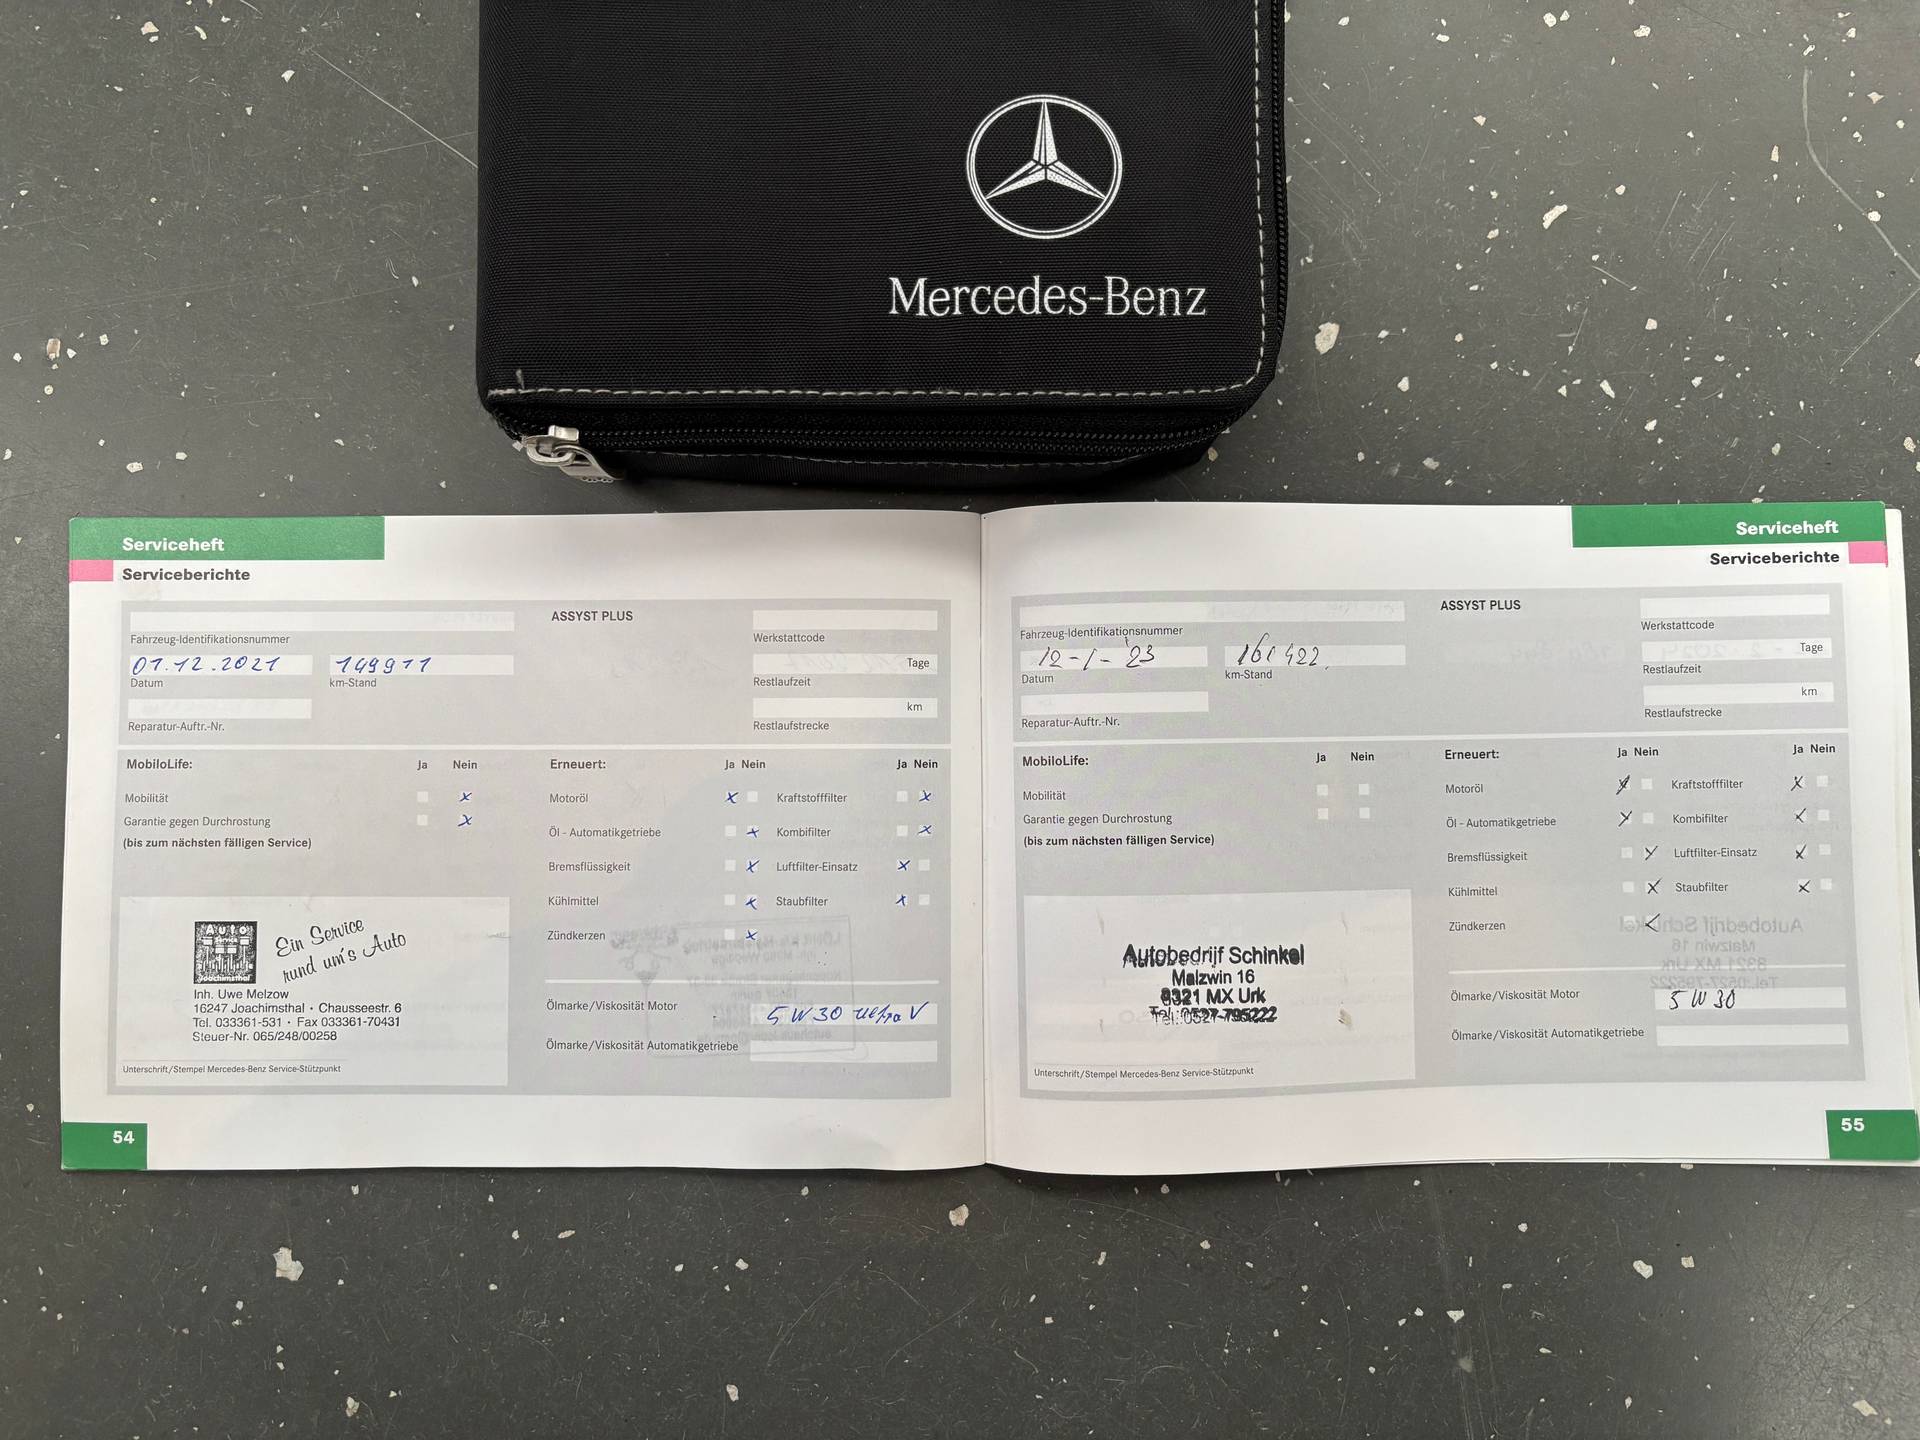 Mercedes-Benz
Serviceheft
Serviceberichte
Fahrzeug-Identifikationsnummer
ASSYST PLUS
Werkstattcode
01.12.2021
149911
Tage
Datum
km-Stand
Restlaufzeit
km
Reparatur-Auftr.-Nr.
Restlaufstrecke
MobiloLife: Ja Nein
Mobilität x
Garantie gegen Durchrostung x
(bis zum nächsten fälligen Service)
Erneuert: Ja Nein Ja Nein
Motoröl x Kraftstofffilter x
Öl - Automatikgetriebe x Kombifilter x
Bremsflüssigkeit x Luftfilter-Einsatz x
Kühlmittel x Staubfilter x
Zündkerzen x
Auto
Joachimsthal
Ein Service
rund um's Auto
Inh. Uwe Melzow
16247 Joachimsthal · Chausseestr. 6
Tel. 033361-531 · Fax 033361-70431
Steuer-Nr. 065/248/00258
Unterschrift/Stempel Mercedes-Benz Service-Stützpunkt
Ölmarke/Viskosität Motor 5W30 V
Ölmarke/Viskosität Automatikgetriebe
54
Serviceheft
Serviceberichte
Fahrzeug-Identifikationsnummer
ASSYST PLUS
Werkstattcode
12-1-23
161422
Tage
Datum
km-Stand
Restlaufzeit
km
Reparatur-Auftr.-Nr.
Restlaufstrecke
MobiloLife: Ja Nein
Mobilität
Garantie gegen Durchrostung
(bis zum nächsten fälligen Service)
Erneuert: Ja Nein Ja Nein
Motoröl x Kraftstofffilter x
Öl - Automatikgetriebe x Kombifilter x
Bremsflüssigkeit x Luftfilter-Einsatz x
Kühlmittel x Staubfilter x
Zündkerzen x
Autobedrijf Schinkel
Malzwin 16
8321 MX Urk
Tel.:0527-795222
Unterschrift/Stempel Mercedes-Benz Service-Stützpunkt
Ölmarke/Viskosität Motor 5W30
Ölmarke/Viskosität Automatikgetriebe
55